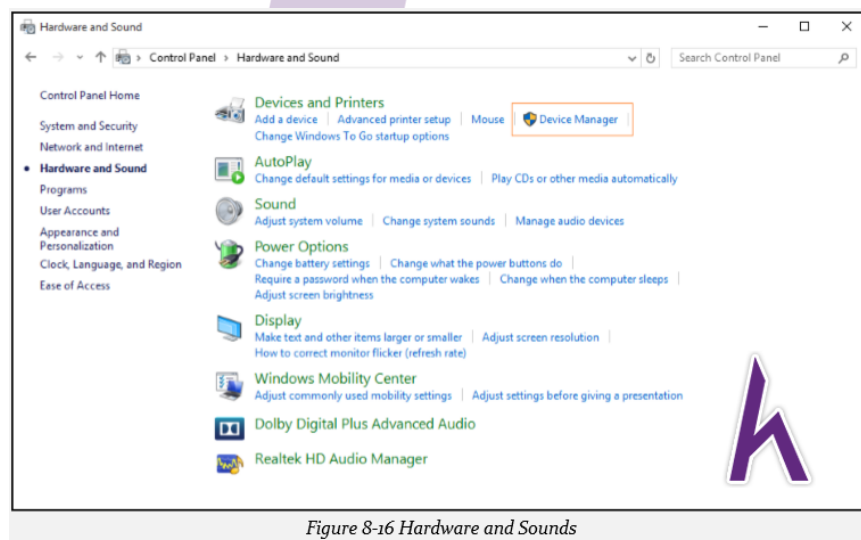 Hardware and Sound
Control Panel > Hardware and Sound
Search Control Panel
Control Panel Home
System and Security
Network and Internet
Hardware and Sound
Programs
User Accounts
Appearance and
Personalization
Clock, Language, and Region
Ease of Access
Devices and Printers
Add a device | Advanced printer setup | Mouse | Device Manager |
Change Windows To Go startup options
AutoPlay
Change default settings for media or devices | Play CDs or other media automatically
Sound
Adjust system volume | Change system sounds | Manage audio devices
Power Options
Change battery settings | Change what the power buttons do |
Require a password when the computer wakes | Change when the computer sleeps |
Adjust screen brightness
Display
Make text and other items larger or smaller | Adjust screen resolution |
How to correct monitor flicker (refresh rate)
Windows Mobility Center
Adjust commonly used mobility settings | Adjust settings before giving a presentation
Dolby Digital Plus Advanced Audio
Realtek HD Audio Manager
h
Figure 8-16 Hardware and Sounds